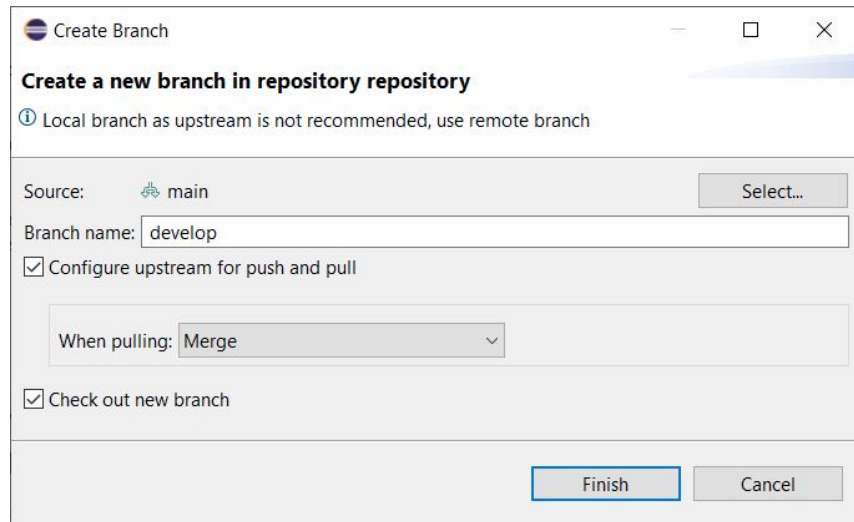 Create Branch
Create a new branch in repository repository
Local branch as upstream is not recommended, use remote branch
Source: main Select...
Branch name: develop
Configure upstream for push and pull
When pulling: Merge
Check out new branch
Finish Cancel